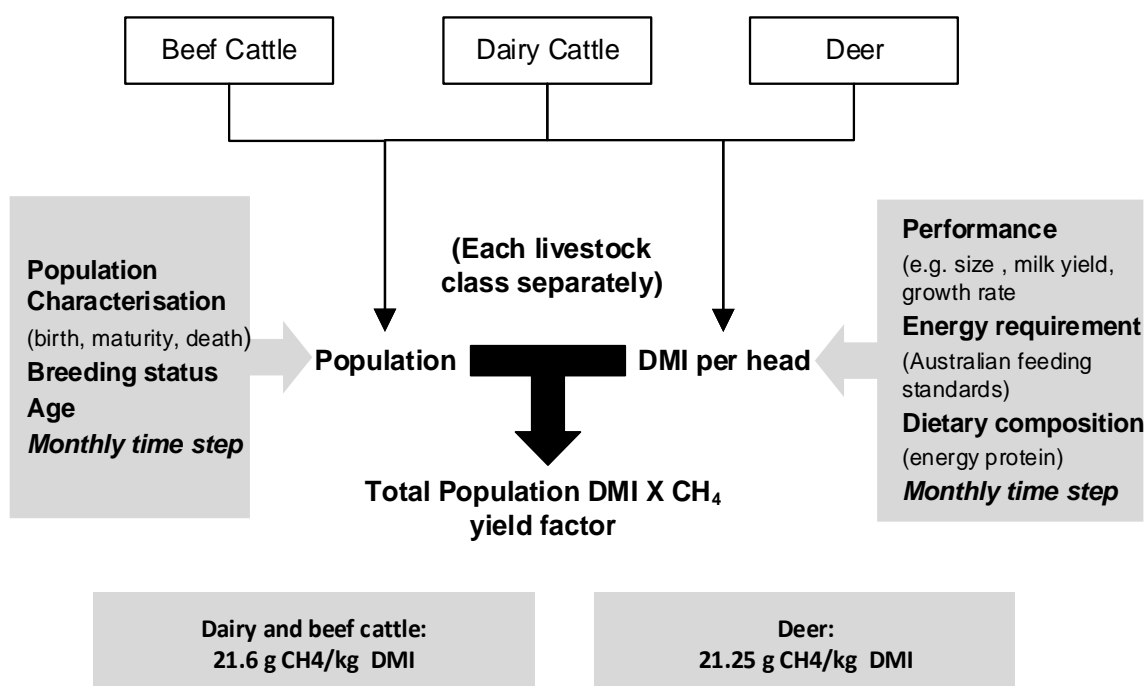 Beef Cattle
Dairy Cattle
Deer
(Each livestock
class separately)
Population
Characterisation
(birth, maturity, death)
Breeding status
Age
Monthly time step
Population
DMI per head
Performance
(e.g. size , milk yield,
growth rate
Energy requirement
(Australian feeding
standards)
Dietary composition
(energy protein)
Monthly time step
Total Population DMI X CH₄
yield factor
Dairy and beef cattle:
21.6 g CH4/kg  DMI
Deer:
21.25 g CH4/kg  DMI